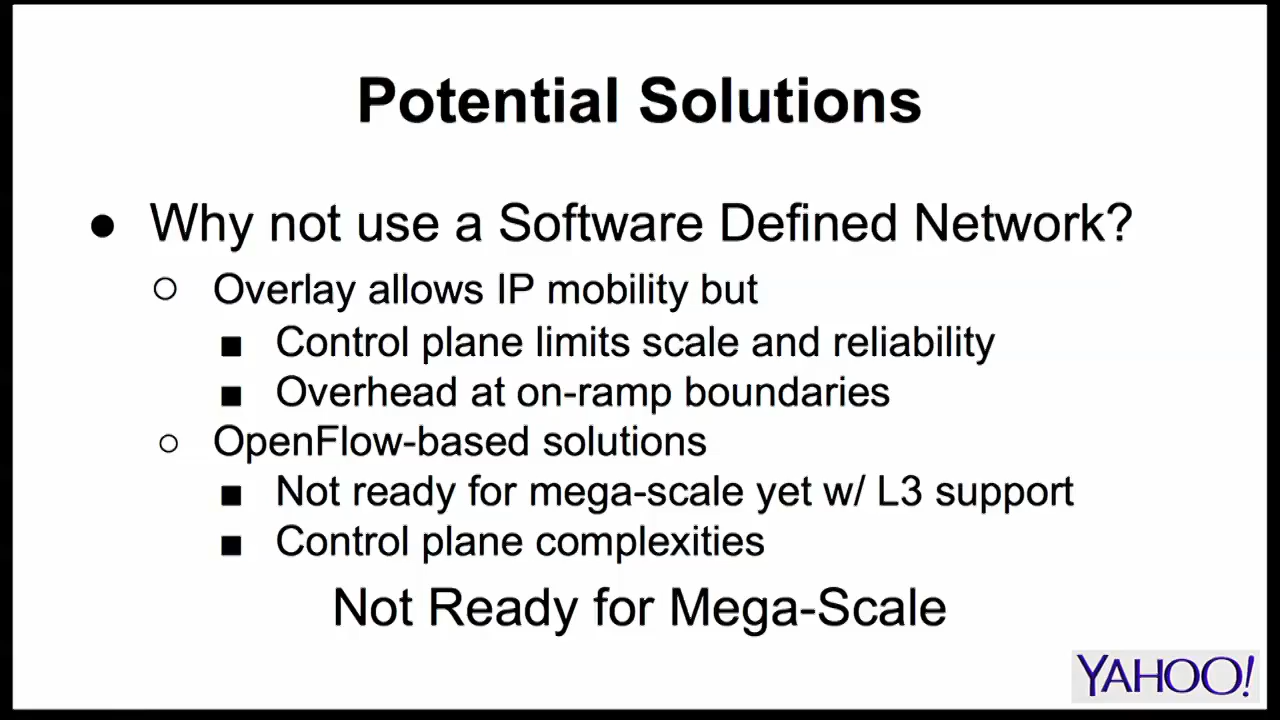 Potential Solutions
● Why not use a Software Defined Network?
○ Overlay allows IP mobility but
■ Control plane limits scale and reliability
■ Overhead at on-ramp boundaries
○ OpenFlow-based solutions
■ Not ready for mega-scale yet w/ L3 support
■ Control plane complexities
Not Ready for Mega-Scale
YAHOO!